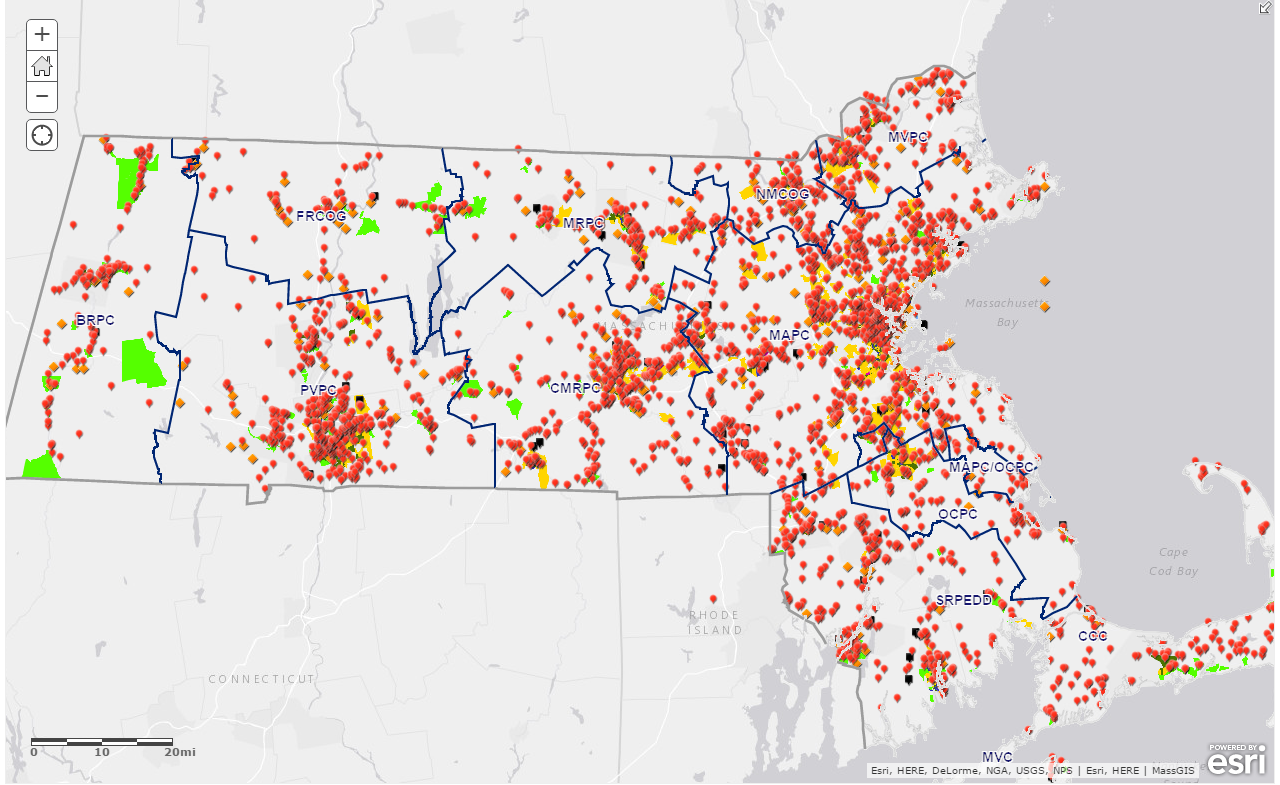 +
−
MVPC
NMCOG
FRCOG
MRPC
Massachusetts
Bay
BRPC
MASSACHUSETTS
MAPC
PVPC
CMRPC
MAPC/OCPC
OCPC
Cape
Cod Bay
SRPEDD
RHODE
ISLAND
CCC
CONNECTICUT
0 10 20mi
MVC
POWERED BY
esri
Esri, HERE, DeLorme, NGA, USGS, NPS | Esri, HERE | MassGIS